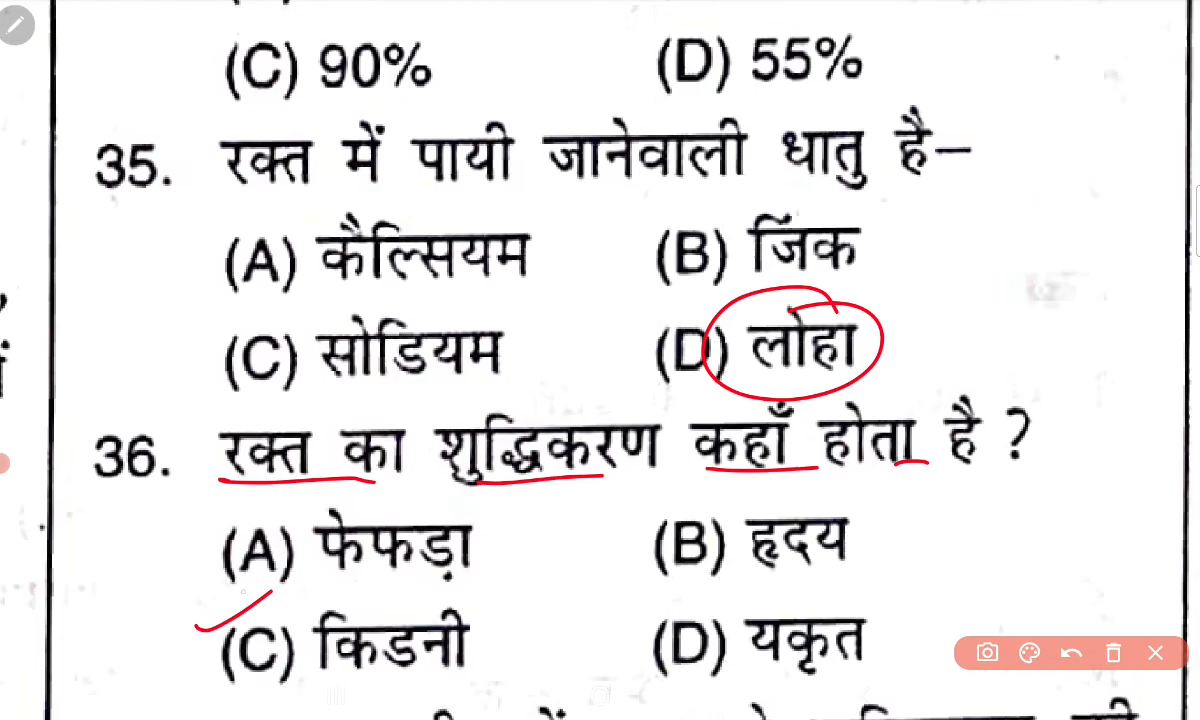 (C) 90% (D) 55%
35. रक्त में पायी जानेवाली धातु है–
(A) कैल्सियम (B) जिंक
(C) सोडियम (D) लोहा
36. रक्त का शुद्धिकरण कहाँ होता है ?
(A) फेफड़ा (B) हृदय
(C) किडनी (D) यकृत